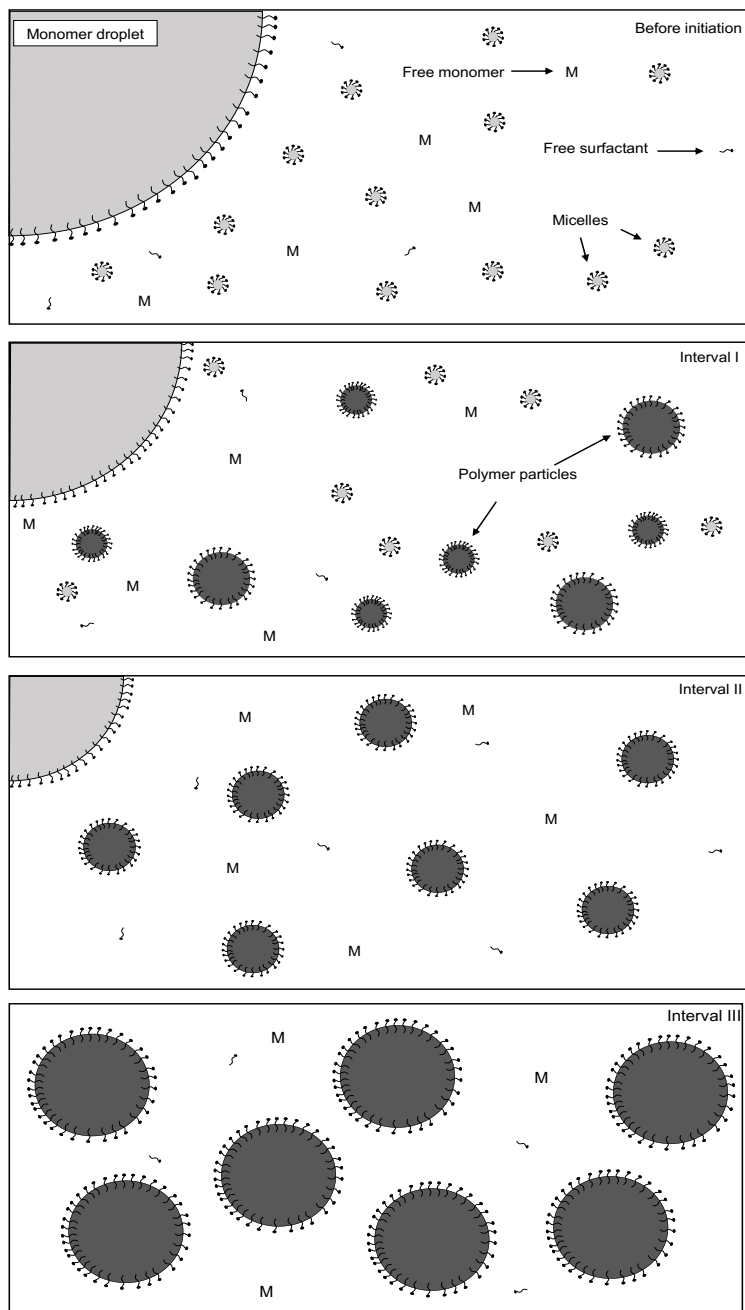 Monomer droplet
Before initiation
Free monomer
M
M
Free surfactant
M
Micelles
M
M
Interval I
M
M
Polymer particles
M
M
M
Interval II
M
M
M
M
M
Interval III
M
M
M